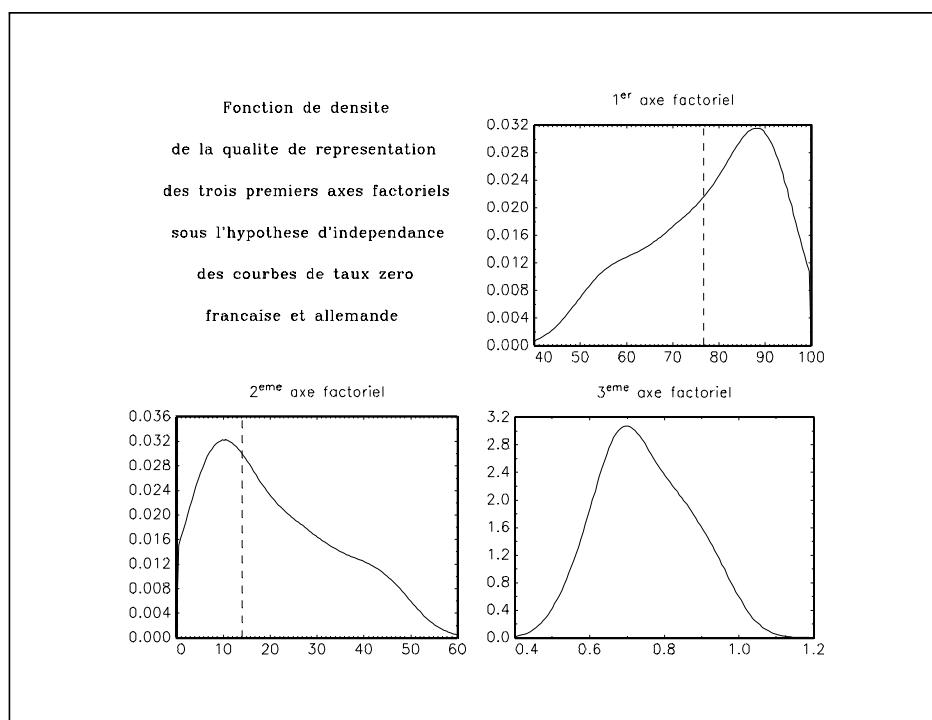 Fonction de densite
de la qualite de representation
des trois premiers axes factoriels
sous l'hypothese d'independance
des courbes de taux zero
francaise et allemande
1er axe factoriel
0.032
0.028
0.024
0.020
0.016
0.012
0.008
0.004
0.000
40 50 60 70 80 90 100
2eme axe factoriel
0.036
0.032
0.028
0.024
0.020
0.016
0.012
0.008
0.004
0.000
0 10 20 30 40 50 60
3eme axe factoriel
3.2
2.8
2.4
2.0
1.6
1.2
0.8
0.4
0.0
0.4 0.6 0.8 1.0 1.2